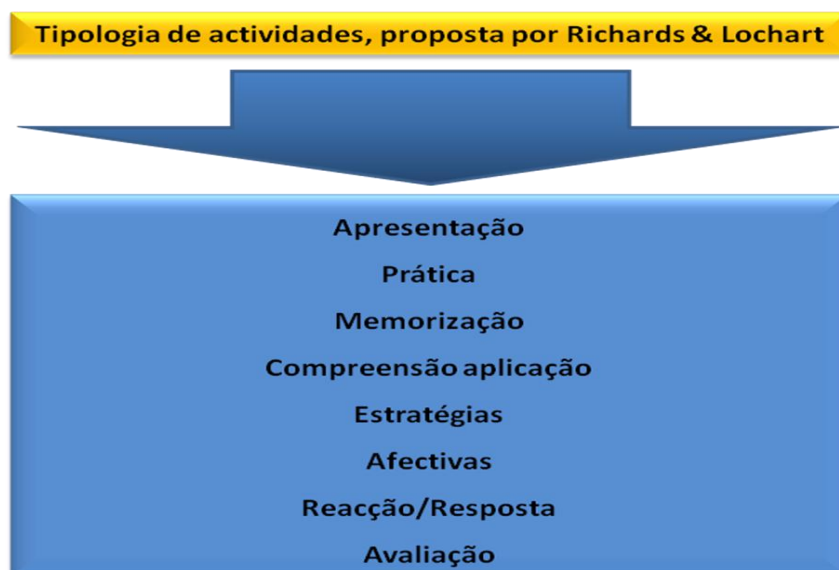 Tipologia de actividades, proposta por Richards & Lochart
Apresentação
Prática
Memorização
Compreensão aplicação
Estratégias
Afectivas
Reacção/Resposta
Avaliação